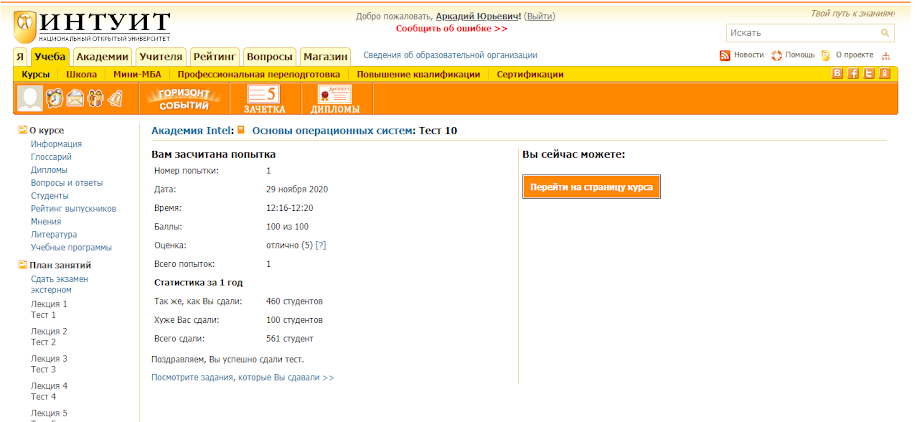 ИНТУИТ
НАЦИОНАЛЬНЫЙ ОТКРЫТЫЙ УНИВЕРСИТЕТ
Добро пожаловать, Аркадий Юрьевич! (Выйти)
Сообщить об ошибке >>
Твой путь к знаниям!
Искать
Я Учеба Академии Учителя Рейтинг Вопросы Магазин Сведения об образовательной организации
Новости Помощь О проекте
Курсы Школа Мини-МБА Профессиональная переподготовка Повышение квалификации Сертификации
ГОРИЗОНТ СОБЫТИЙ
5 ЗАЧЕТКА
ДИПЛОМЫ
О курсе
Информация
Глоссарий
Дипломы
Вопросы и ответы
Студенты
Рейтинг выпускников
Мнения
Литература
Учебные программы
План занятий
Сдать экзамен
экстерном
Лекция 1
Тест 1
Лекция 2
Тест 2
Лекция 3
Тест 3
Лекция 4
Тест 4
Лекция 5
Академия Intel: Основы операционных систем: Тест 10
Вам засчитана попытка
Номер попытки: 1
Дата: 29 ноября 2020
Время: 12:16-12:20
Баллы: 100 из 100
Оценка: отлично (5) [?]
Всего попыток: 1
Статистика за 1 год
Так же, как Вы сдали: 460 студентов
Хуже Вас сдали: 100 студентов
Всего сдали: 561 студент
Поздравляем, Вы успешно сдали тест.
Посмотрите задания, которые Вы сдавали >>
Вы сейчас можете:
Перейти на страницу курса